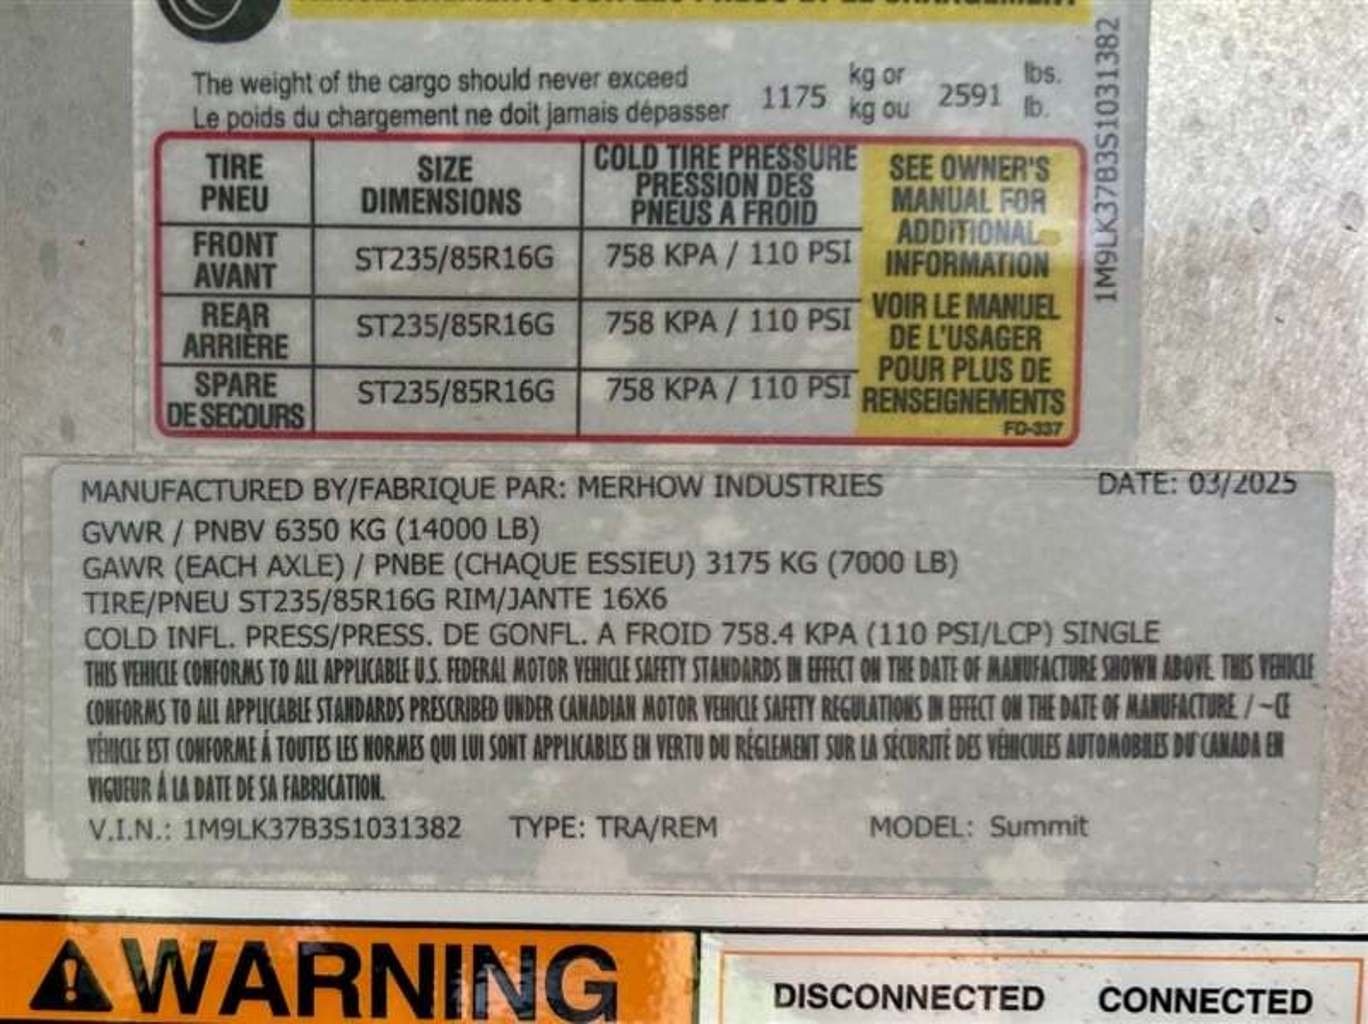 The weight of the cargo should never exceed 1175 kg or 2591 lbs.
Le poids du chargement ne doit jamais dépasser kg ou lb.
1M9LK37B3S1031382
TIRE PNEU SIZE DIMENSIONS COLD TIRE PRESSURE PRESSION DES PNEUS A FROID
FRONT AVANT ST235/85R16G 758 KPA / 110 PSI
REAR ARRIÈRE ST235/85R16G 758 KPA / 110 PSI
SPARE DE SECOURS ST235/85R16G 758 KPA / 110 PSI
SEE OWNER'S
MANUAL FOR
ADDITIONAL
INFORMATION
VOIR LE MANUEL
DE L'USAGER
POUR PLUS DE
RENSEIGNEMENTS
FD-337
MANUFACTURED BY/FABRIQUE PAR: MERHOW INDUSTRIES DATE: 03/2025
GVWR / PNBV 6350 KG (14000 LB)
GAWR (EACH AXLE) / PNBE (CHAQUE ESSIEU) 3175 KG (7000 LB)
TIRE/PNEU ST235/85R16G RIM/JANTE 16X6
COLD INFL. PRESS/PRESS. DE GONFL. A FROID 758.4 KPA (110 PSI/LCP) SINGLE
THIS VEHICLE CONFORMS TO ALL APPLICABLE U.S. FEDERAL MOTOR VEHICLE SAFETY STANDARDS IN EFFECT ON THE DATE OF MANUFACTURE SHOWN ABOVE. THIS VEHICLE
CONFORMS TO ALL APPLICABLE STANDARDS PRESCRIBED UNDER CANADIAN MOTOR VEHICLE SAFETY REGULATIONS IN EFFECT ON THE DATE OF MANUFACTURE / ~CE
VÉHICLE EST CONFORME Á TOUTES LES NORMES QUI LUI SONT APPLICABLES EN VERTU DU RÉGLEMENT SUR LA SÉCURITÉ DES VÉHICULES AUTOMOBILES DU CANADA EN
VIGUEUR Á LA DATE DE SA FABRICATION.
V.I.N.: 1M9LK37B3S1031382 TYPE: TRA/REM MODEL: Summit
WARNING
DISCONNECTED CONNECTED